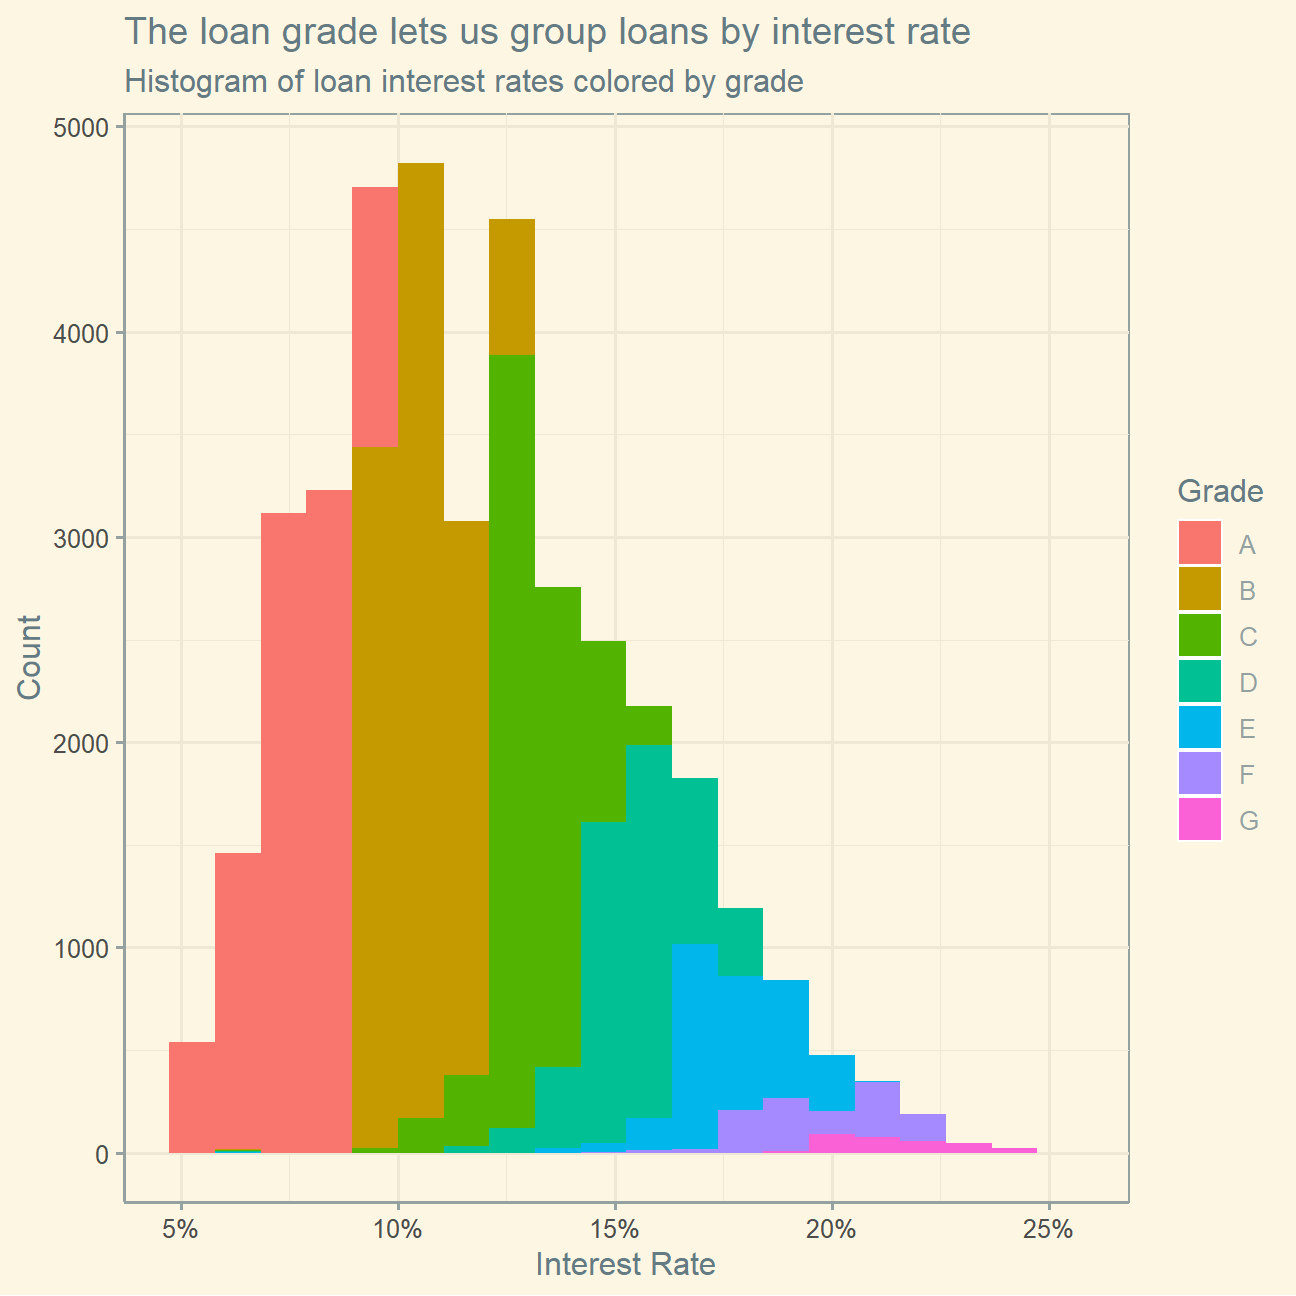 The loan grade lets us group loans by interest rate
Histogram of loan interest rates colored by grade
5000
4000
3000
2000
1000
0
Count
5%
10%
15%
20%
25%
Interest Rate
Grade
A
B
C
D
E
F
G